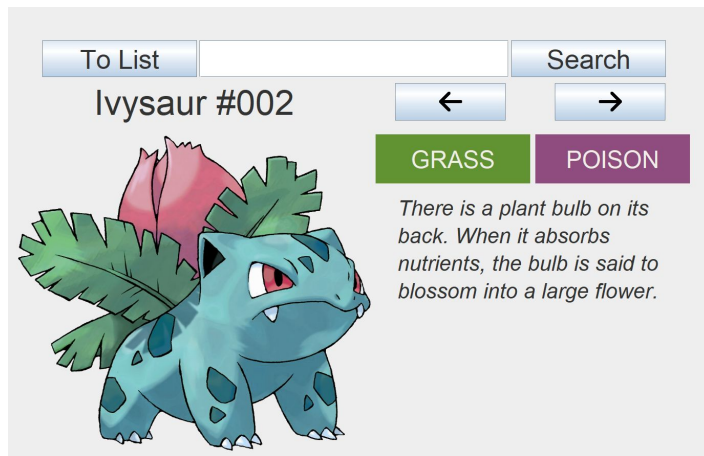 To List
Search
Ivysaur #002
← →
GRASS
POISON
There is a plant bulb on its
back. When it absorbs
nutrients, the bulb is said to
blossom into a large flower.